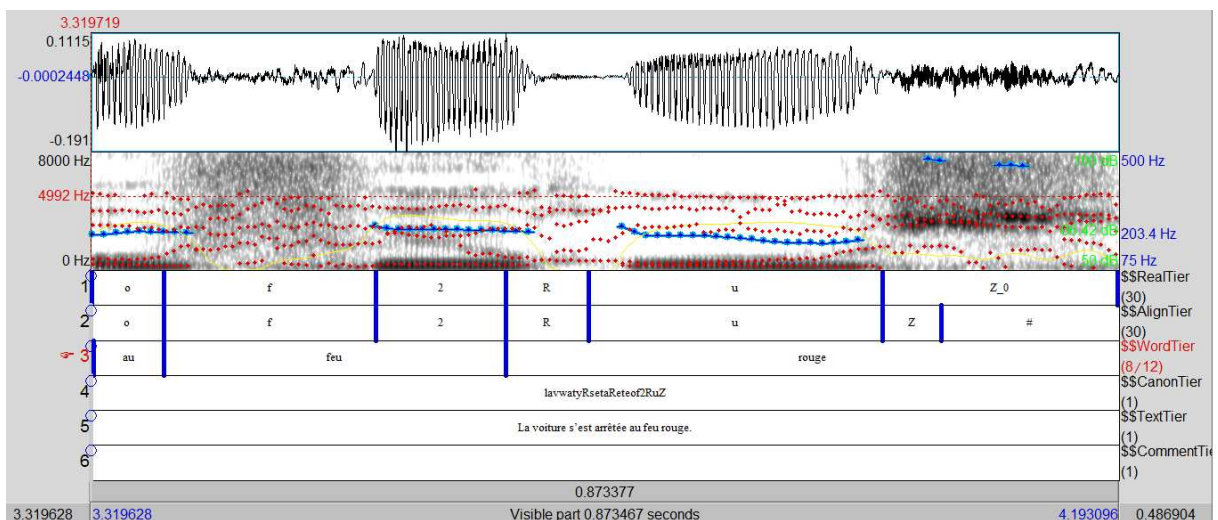 3.319719
0.1115
-0.0002448
-0.191
8000 Hz 100 dB 500 Hz
4992 Hz
203.4 Hz
0 Hz 50 dB 75 Hz
1 o f 2 R u Z_0 $$RealTier (30)
2 o f 2 R u Z # $$AlignTier (30)
☞ 3 au feu rouge $$WordTier (8/12)
4 lavwatyRsetaReteof2RuZ $$CanonTier (1)
5 La voiture s’est arrêtée au feu rouge. $$TextTier (1)
6 $$CommentTie (1)
0.873377
3.319628 3.319628 Visible part 0.873467 seconds 4.193096 0.486904